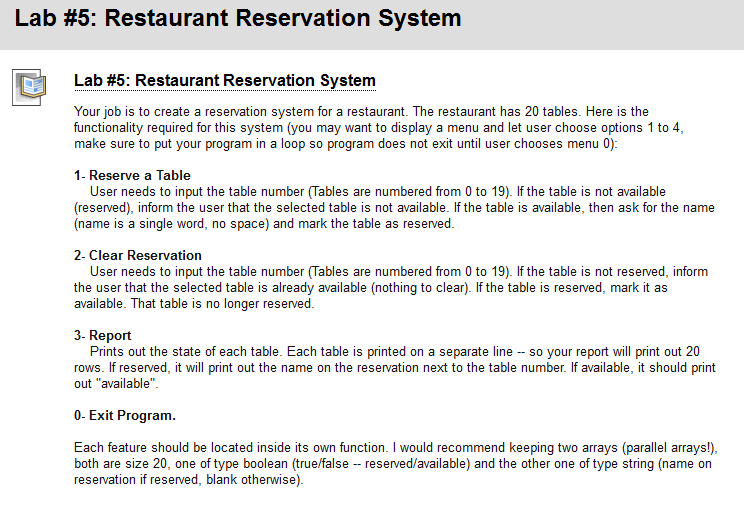 Lab #5: Restaurant Reservation System
Lab #5: Restaurant Reservation System
Your job is to create a reservation system for a restaurant. The restaurant has 20 tables. Here is the
functionality required for this system (you may want to display a menu and let user choose options 1 to 4,
make sure to put your program in a loop so program does not exit until user chooses menu 0):
1- Reserve a Table
User needs to input the table number (Tables are numbered from 0 to 19). If the table is not available
(reserved), inform the user that the selected table is not available. If the table is available, then ask for the name
(name is a single word, no space) and mark the table as reserved.
2- Clear Reservation
User needs to input the table number (Tables are numbered from 0 to 19). If the table is not reserved, inform
the user that the selected table is already available (nothing to clear). If the table is reserved, mark it as
available. That table is no longer reserved.
3- Report
Prints out the state of each table. Each table is printed on a separate line -- so your report will print out 20
rows. If reserved, it will print out the name on the reservation next to the table number. If available, it should print
out "available".
0- Exit Program.
Each feature should be located inside its own function. I would recommend keeping two arrays (parallel arrays!),
both are size 20, one of type boolean (true/false -- reserved/available) and the other one of type string (name on
reservation if reserved, blank otherwise).